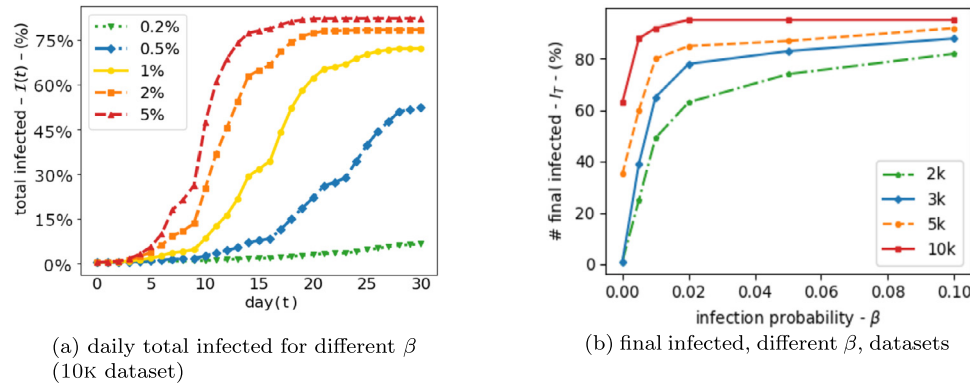 total infected – I(t) – (%)
75%
60%
45%
30%
15%
0%
0.2%
0.5%
1%
2%
5%
0 5 10 15 20 25 30
day(t)
(a) daily total infected for different β
(10K dataset)
# final infected - I_T - (%)
80
60
40
20
0
2k
3k
5k
10k
0.00 0.02 0.04 0.06 0.08 0.10
infection probability - β
(b) final infected, different β, datasets